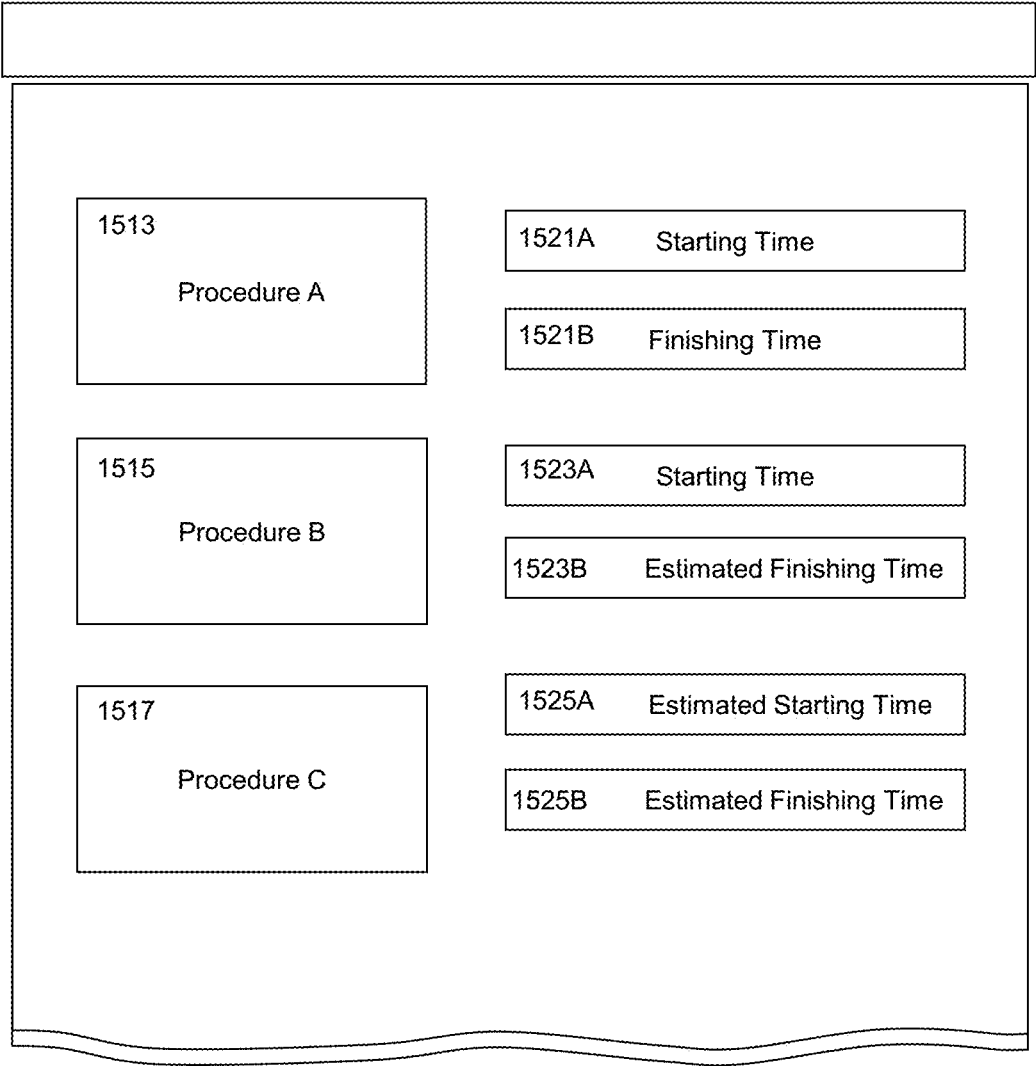 1513
Procedure A
1521A Starting Time
1521B Finishing Time
1515
Procedure B
1523A Starting Time
1523B Estimated Finishing Time
1517
Procedure C
1525A Estimated Starting Time
1525B Estimated Finishing Time